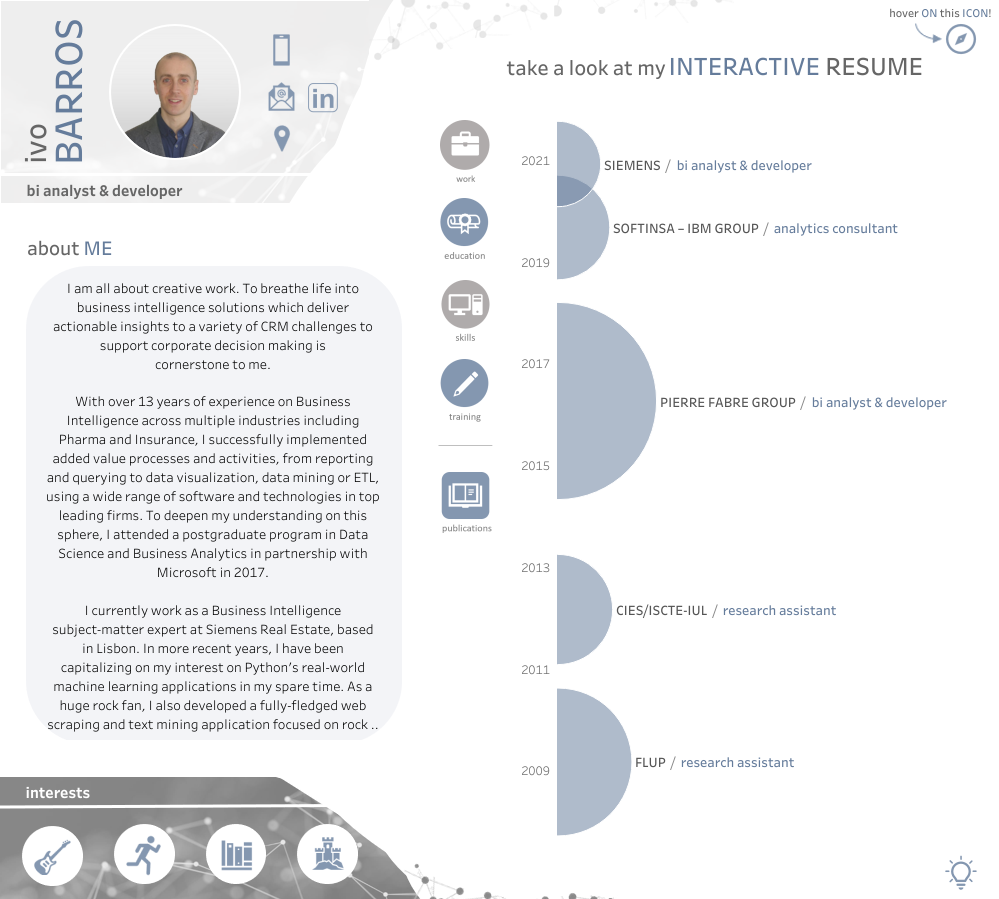 hover ON this ICON!
ivo
BARROS
in
bi analyst & developer
take a look at my INTERACTIVE RESUME
about ME
I am all about creative work. To breathe life into
business intelligence solutions which deliver
actionable insights to a variety of CRM challenges to
support corporate decision making is
cornerstone to me.
With over 13 years of experience on Business
Intelligence across multiple industries including
Pharma and Insurance, I successfully implemented
added value processes and activities, from reporting
and querying to data visualization, data mining or ETL,
using a wide range of software and technologies in top
leading firms. To deepen my understanding on this
sphere, I attended a postgraduate program in Data
Science and Business Analytics in partnership with
Microsoft in 2017.
I currently work as a Business Intelligence
subject-matter expert at Siemens Real Estate, based
in Lisbon. In more recent years, I have been
capitalizing on my interest on Python's real-world
machine learning applications in my spare time. As a
huge rock fan, I also developed a fully-fledged web
scraping and text mining application focused on rock ..
work
education
skills
training
publications
2021
SIEMENS / bi analyst & developer
SOFTINSA – IBM GROUP / analytics consultant
2019
2017
PIERRE FABRE GROUP / bi analyst & developer
2015
2013
CIES/ISCTE-IUL / research assistant
2011
FLUP / research assistant
2009
interests